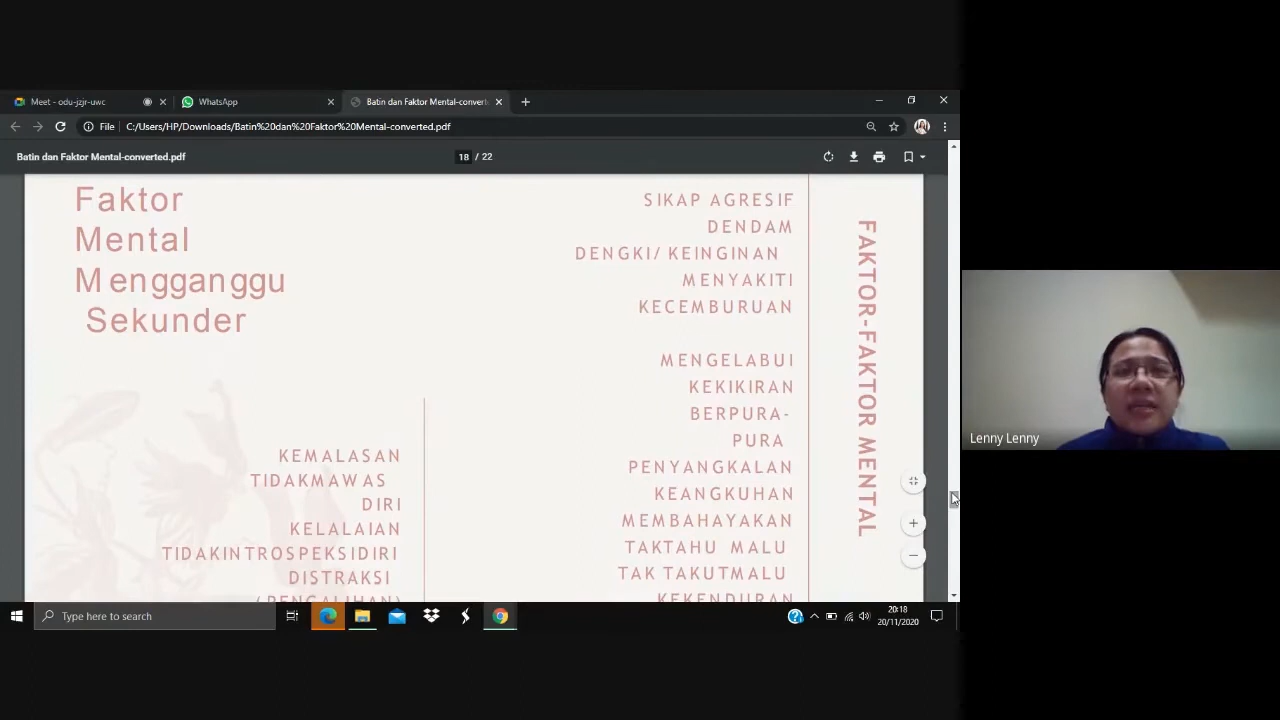 Meet - odu-jzjr-uwc
WhatsApp
Batin dan Faktor Mental-convert
File
C:/Users/HP/Downloads/Batin%20dan%20Faktor%20Mental-converted.pdf
Batin dan Faktor Mental-converted.pdf
18 / 22
Faktor
Mental
Mengganggu
Sekunder
KEMALASAN
TIDAKMAWAS
DIRI
KELALAIAN
TIDAKINTROSPEKSIDIRI
DISTRAKSI
(PENGALIHAN)
SIKAP AGRESIF
DENDAM
DENGKI/ KEINGINAN
MENYAKITI
KECEMBURUAN
MENGELABUI
KEKIKIRAN
BERPURA-
PURA
PENYANGKALAN
KEANGKUHAN
MEMBAHAYAKAN
TAKTAHU MALU
TAK TAKUTMALU
KEKENDURAN
FAKTOR-FAKTOR MENTAL
Lenny Lenny
Type here to search
20:18
20/11/2020